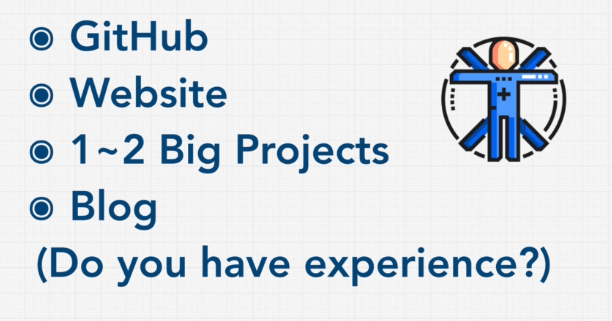 ◉ GitHub
◉ Website
◉ 1~2 Big Projects
◉ Blog
(Do you have experience?)